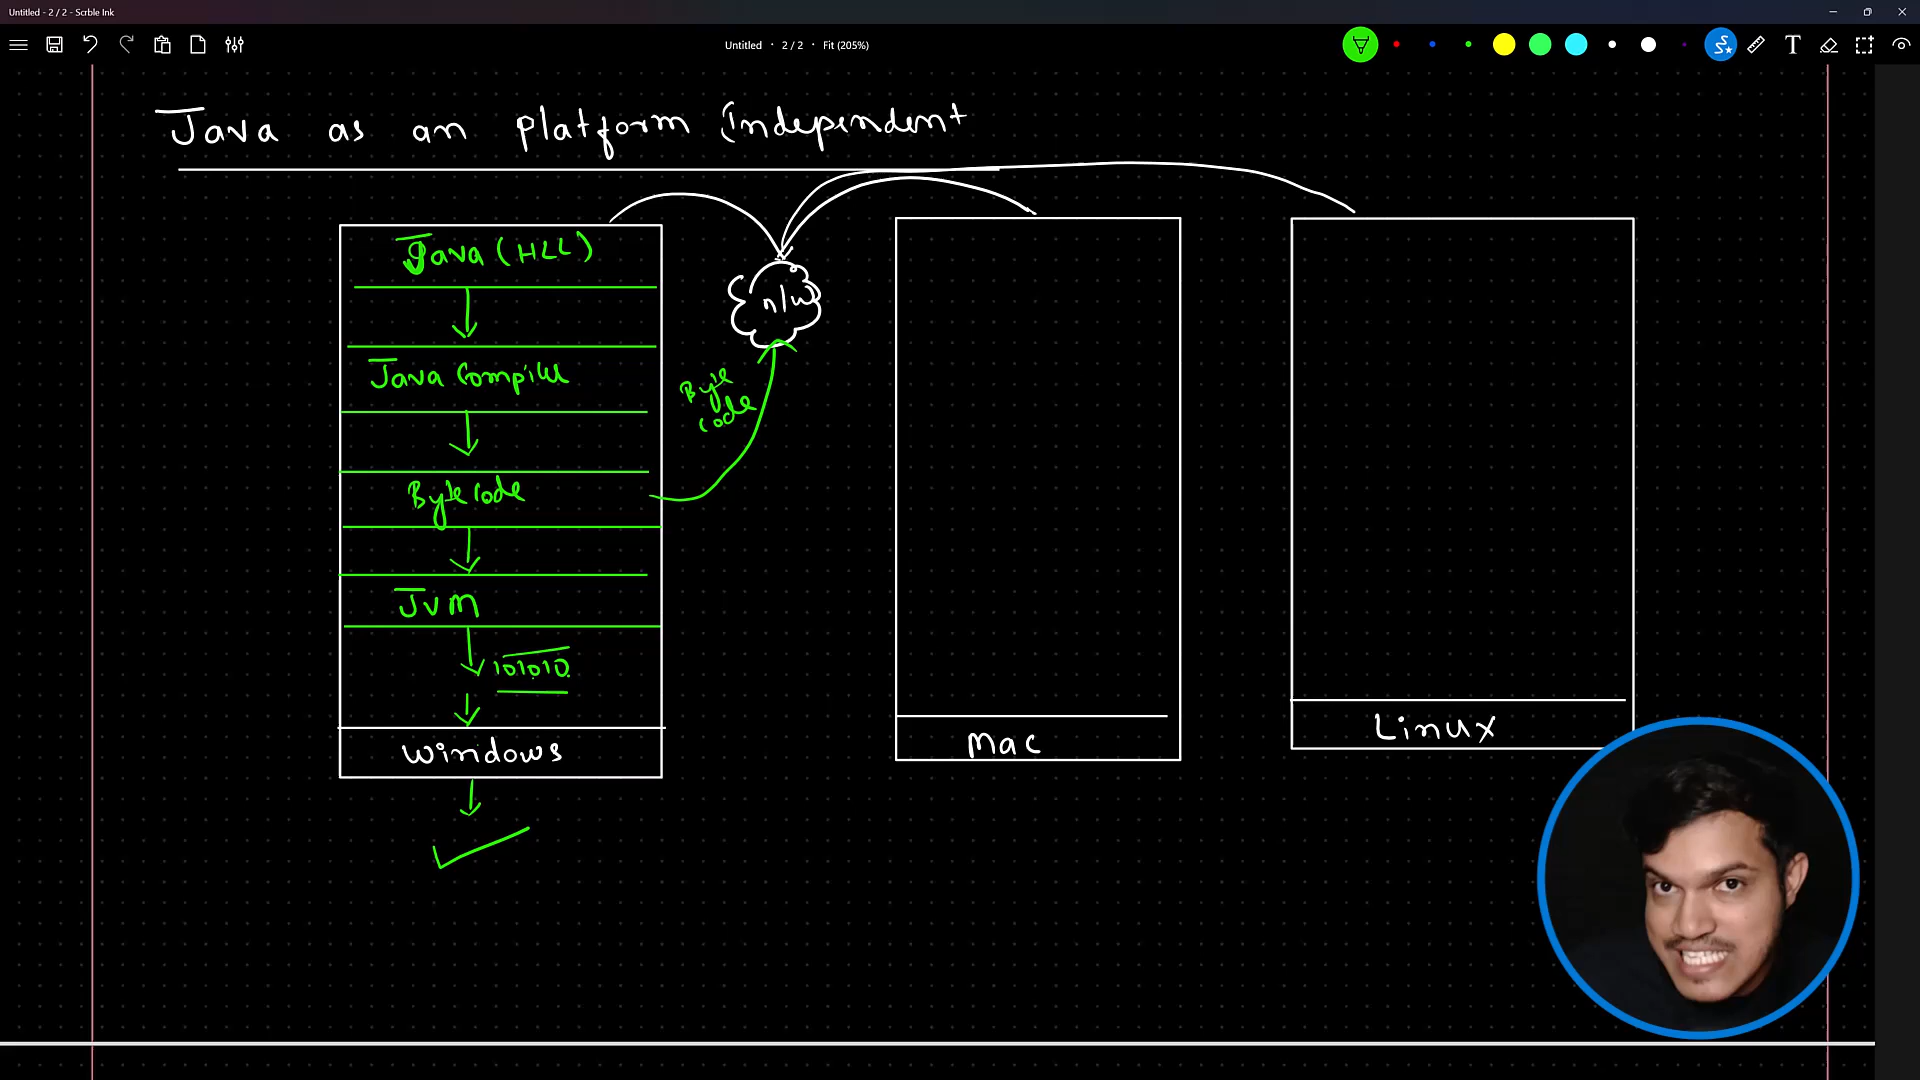 Untitled - 2 / 2 - Scrble Ink
Untitled · 2 / 2 · Fit (205%)
T
Java as an platform Independent
Java (HLL)
Java Compiler
Byte Code
JVM
101010
Windows
n/w
Byte
code
Mac
Linux